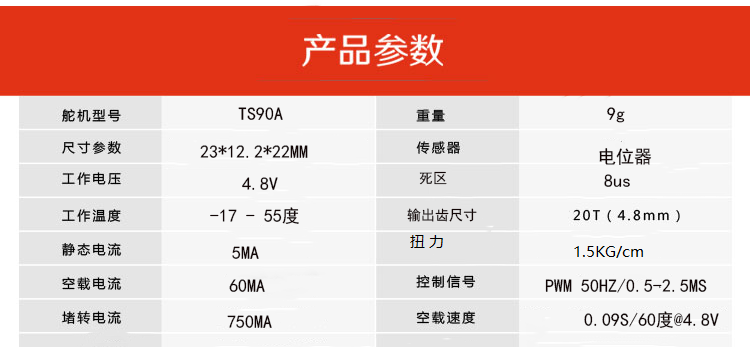 产品参数
舵机型号 TS90A 重量 9g
尺寸参数 23*12.2*22MM 传感器 电位器
工作电压 4.8V 死区 8us
工作温度 -17 - 55度 输出齿尺寸 20T(4.8mm)
静态电流 5MA 扭力 1.5KG/cm
空载电流 60MA 控制信号 PWM 50HZ/0.5-2.5MS
堵转电流 750MA 空载速度 0.09S/60度@4.8V